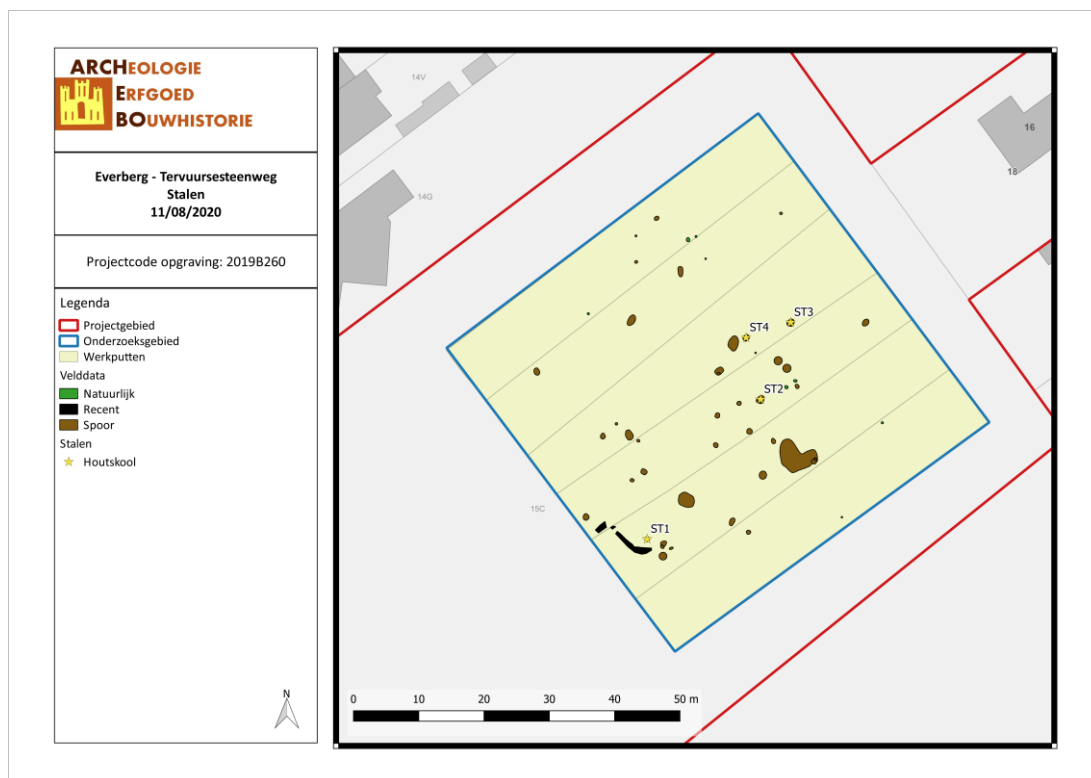 ARCHEOLOGIE
ERFGOED
BOUWHISTORIE
Everberg - Tervuursesteenweg
Stalen
11/08/2020
Projectcode opgraving: 2019B260
Legenda
Projectgebied
Onderzoeksgebied
Werkputten
Velddata
Natuurlijk
Recent
Spoor
Stalen
Houtskool
N
14V
16
18
14G
ST3
ST4
ST2
15C
ST1
0 10 20 30 40 50 m